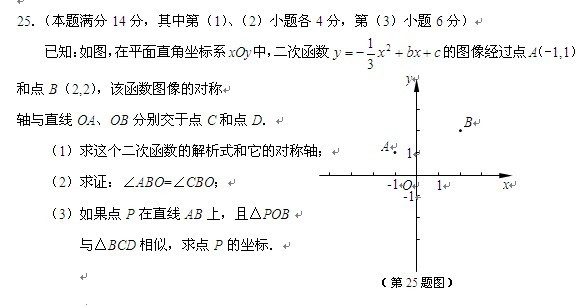 25.（本题满分 14 分，其中第（1）、（2）小题各 4 分，第（3）小题 6 分）
已知：如图，在平面直角坐标系 xOy 中，二次函数 y=-\frac{1}{3}x²+bx+c 的图像经过点 A（-1,1）
和点 B（2,2），该函数图像的对称
轴与直线 OA、OB 分别交于点 C 和点 D．
（1）求这个二次函数的解析式和它的对称轴；
（2）求证：∠ABO=∠CBO；
（3）如果点 P 在直线 AB 上，且△POB
与△BCD 相似，求点 P 的坐标．
y
B
A
1
-1 O 1 x
-1
（第 25 题图）